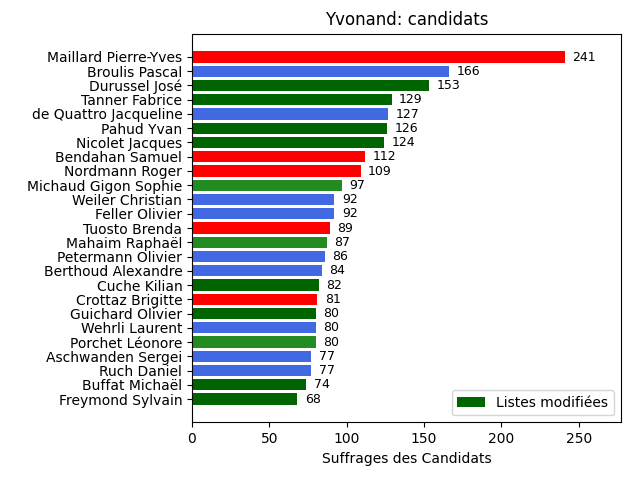 Yvonand: candidats
Maillard Pierre-Yves 241
Broulis Pascal 166
Durussel José 153
Tanner Fabrice 129
de Quattro Jacqueline 127
Pahud Yvan 126
Nicolet Jacques 124
Bendahan Samuel 112
Nordmann Roger 109
Michaud Gigon Sophie 97
Weiler Christian 92
Feller Olivier 92
Tuosto Brenda 89
Mahaim Raphaël 87
Petermann Olivier 86
Berthoud Alexandre 84
Cuche Kilian 82
Crottaz Brigitte 81
Guichard Olivier 80
Wehrli Laurent 80
Porchet Léonore 80
Aschwanden Sergei 77
Ruch Daniel 77
Buffat Michaël 74
Freymond Sylvain 68
Listes modifiées
0 50 100 150 200 250
Suffrages des Candidats